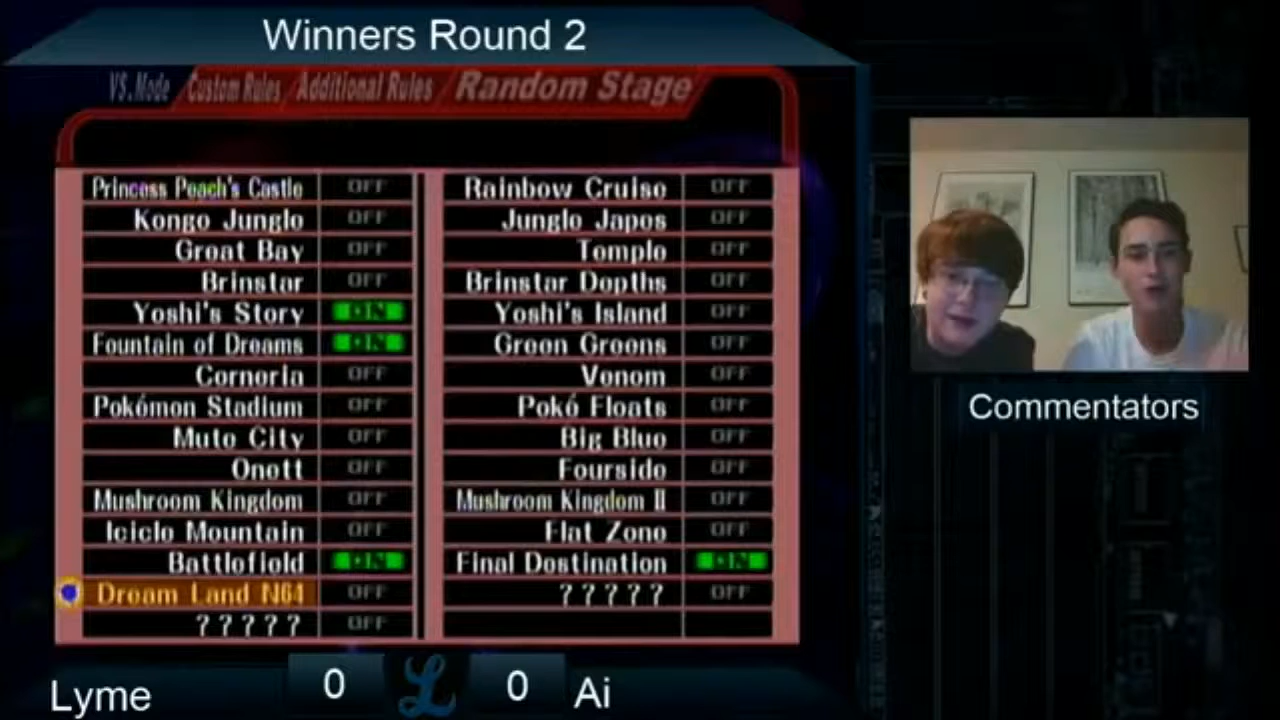 Winners Round 2
VS. Mode Custom Rules Additional Rules Random Stage
Princess Peach's Castle OFF Rainbow Cruise OFF
Kongo Jungle OFF Jungle Japes OFF
Great Bay OFF Temple OFF
Brinstar OFF Brinstar Depths OFF
Yoshi's Story ON Yoshi's Island OFF
Fountain of Dreams ON Green Greens OFF
Corneria OFF Venom OFF
Pokémon Stadium OFF Poké Floats OFF
Mute City OFF Big Blue OFF
Onett OFF Fourside OFF
Mushroom Kingdom OFF Mushroom Kingdom II OFF
Icicle Mountain OFF Flat Zone OFF
Battlefield ON Final Destination ON
Dream Land N64 OFF ????? OFF
????? OFF
Commentators
Lyme 0 L 0 Ai